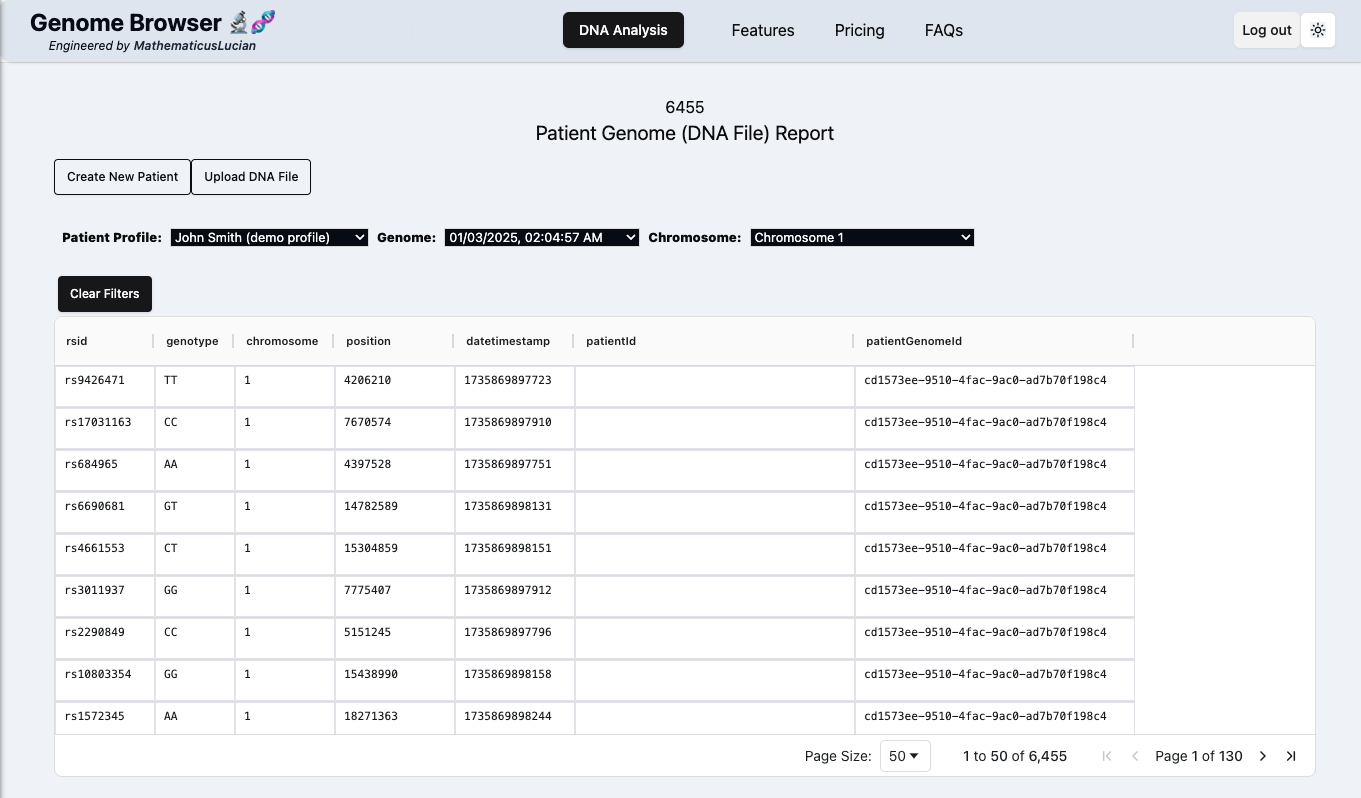 Genome Browser 🔬🧬
Engineered by MathematicusLucian
DNA Analysis Features Pricing FAQs Log out
6455
Patient Genome (DNA File) Report
Create New Patient Upload DNA File
Patient Profile: John Smith (demo profile) Genome: 01/03/2025, 02:04:57 AM Chromosome: Chromosome 1
Clear Filters
rsid genotype chromosome position datetimestamp patientId patientGenomeId
rs9426471 TT 1 4206210 1735869897723 cd1573ee-9510-4fac-9ac0-ad7b70f198c4
rs17031163 CC 1 7670574 1735869897910 cd1573ee-9510-4fac-9ac0-ad7b70f198c4
rs684965 AA 1 4397528 1735869897751 cd1573ee-9510-4fac-9ac0-ad7b70f198c4
rs6690681 GT 1 14782589 1735869898131 cd1573ee-9510-4fac-9ac0-ad7b70f198c4
rs4661553 CT 1 15304859 1735869898151 cd1573ee-9510-4fac-9ac0-ad7b70f198c4
rs3011937 GG 1 7775407 1735869897912 cd1573ee-9510-4fac-9ac0-ad7b70f198c4
rs2290849 CC 1 5151245 1735869897796 cd1573ee-9510-4fac-9ac0-ad7b70f198c4
rs10803354 GG 1 15438990 1735869898158 cd1573ee-9510-4fac-9ac0-ad7b70f198c4
rs1572345 AA 1 18271363 1735869898244 cd1573ee-9510-4fac-9ac0-ad7b70f198c4
Page Size: 50 1 to 50 of 6,455 Page 1 of 130